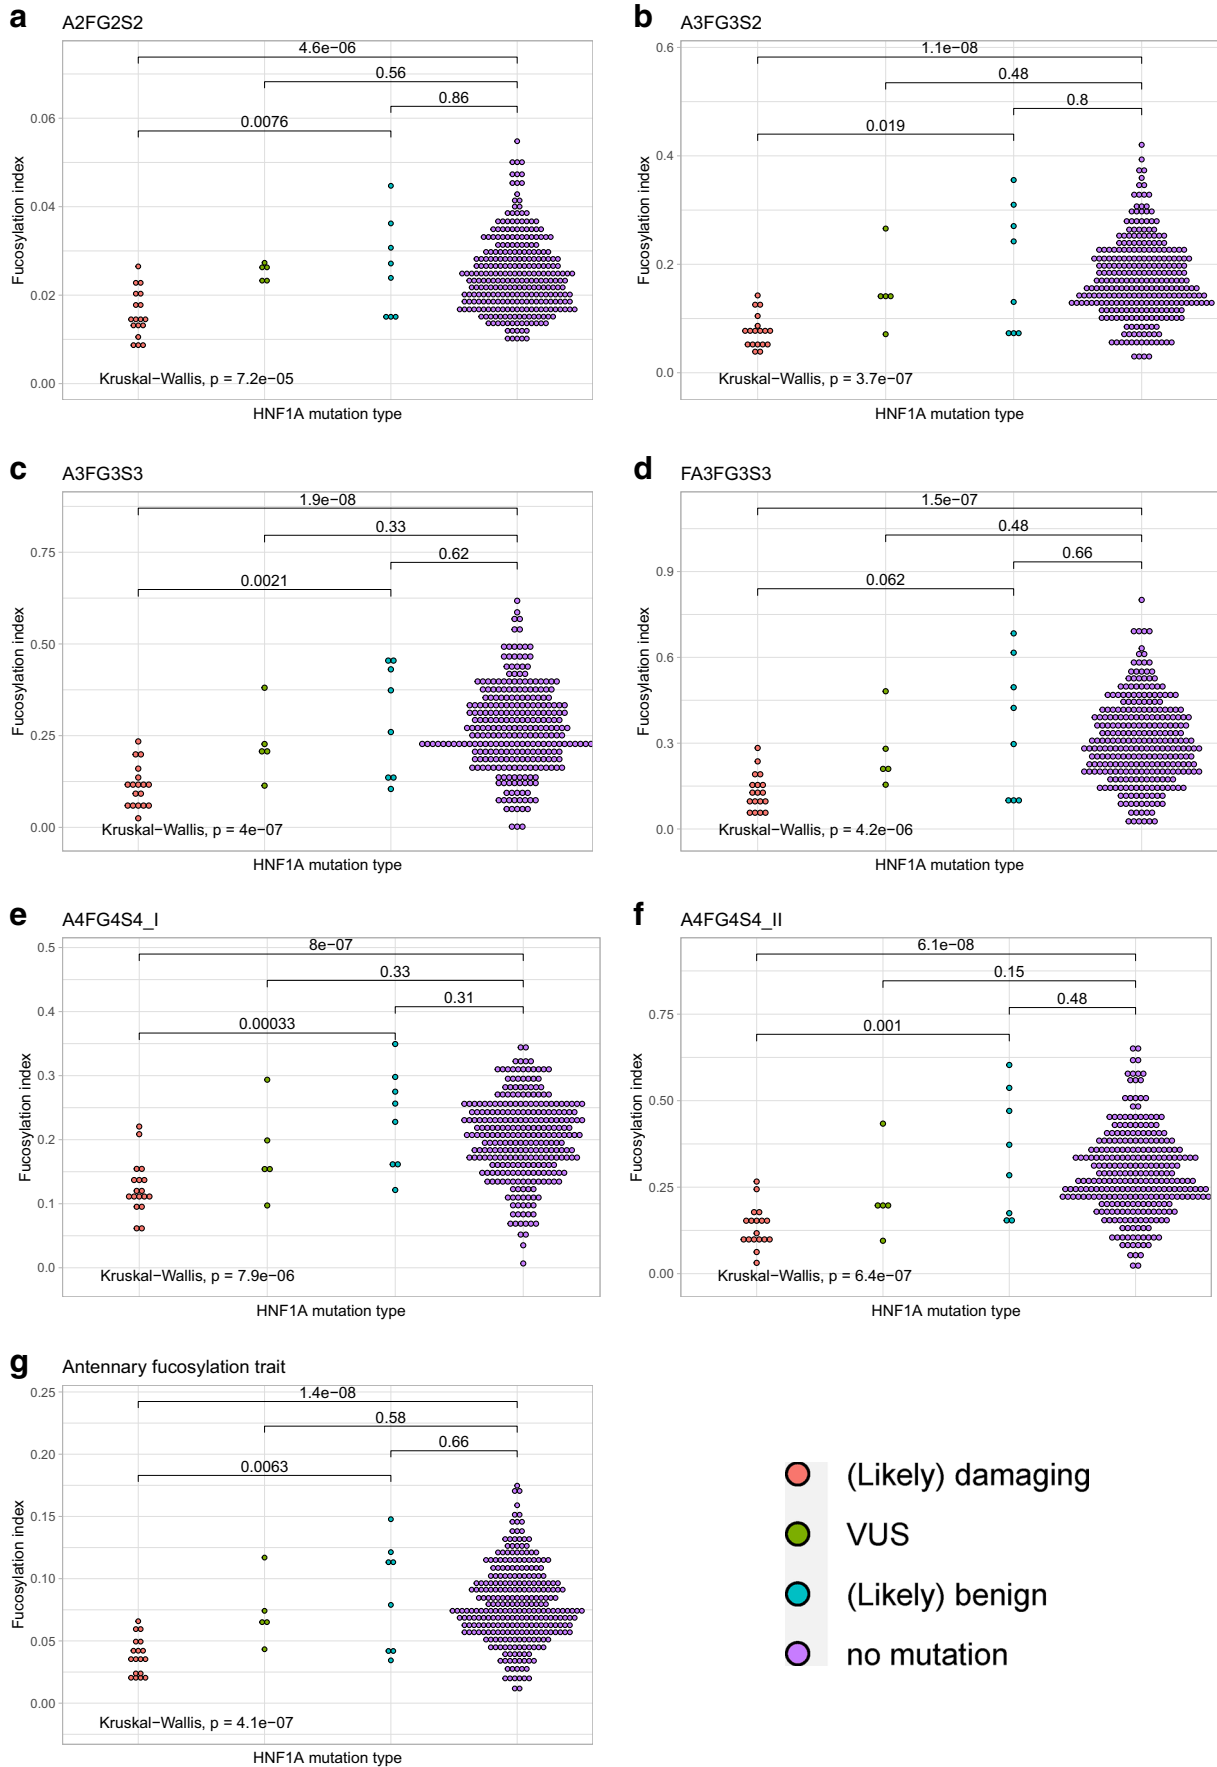 a A2FG2S2
4.6e−06
0.56
0.86
0.0076
0.06
0.04
0.02
0.00
Fucosylation index
Kruskal−Wallis, p = 7.2e−05
HNF1A mutation type
b A3FG3S2
0.6
1.1e−08
0.48
0.8
0.019
0.4
0.2
0.0
Fucosylation index
Kruskal−Wallis, p = 3.7e−07
HNF1A mutation type
c A3FG3S3
1.9e−08
0.33
0.62
0.0021
0.75
0.50
0.25
0.00
Fucosylation index
Kruskal−Wallis, p = 4e−07
HNF1A mutation type
d FA3FG3S3
1.5e−07
0.48
0.66
0.062
0.9
0.6
0.3
0.0
Fucosylation index
Kruskal−Wallis, p = 4.2e−06
HNF1A mutation type
e A4FG4S4_I
0.5
8e−07
0.33
0.31
0.00033
0.4
0.3
0.2
0.1
0.0
Fucosylation index
Kruskal−Wallis, p = 7.9e−06
HNF1A mutation type
f A4FG4S4_II
6.1e−08
0.15
0.48
0.001
0.75
0.50
0.25
0.00
Fucosylation index
Kruskal−Wallis, p = 6.4e−07
HNF1A mutation type
g Antennary fucosylation trait
0.25
1.4e−08
0.58
0.66
0.0063
0.20
0.15
0.10
0.05
0.00
Fucosylation index
Kruskal−Wallis, p = 4.1e−07
HNF1A mutation type
(Likely) damaging
VUS
(Likely) benign
no mutation